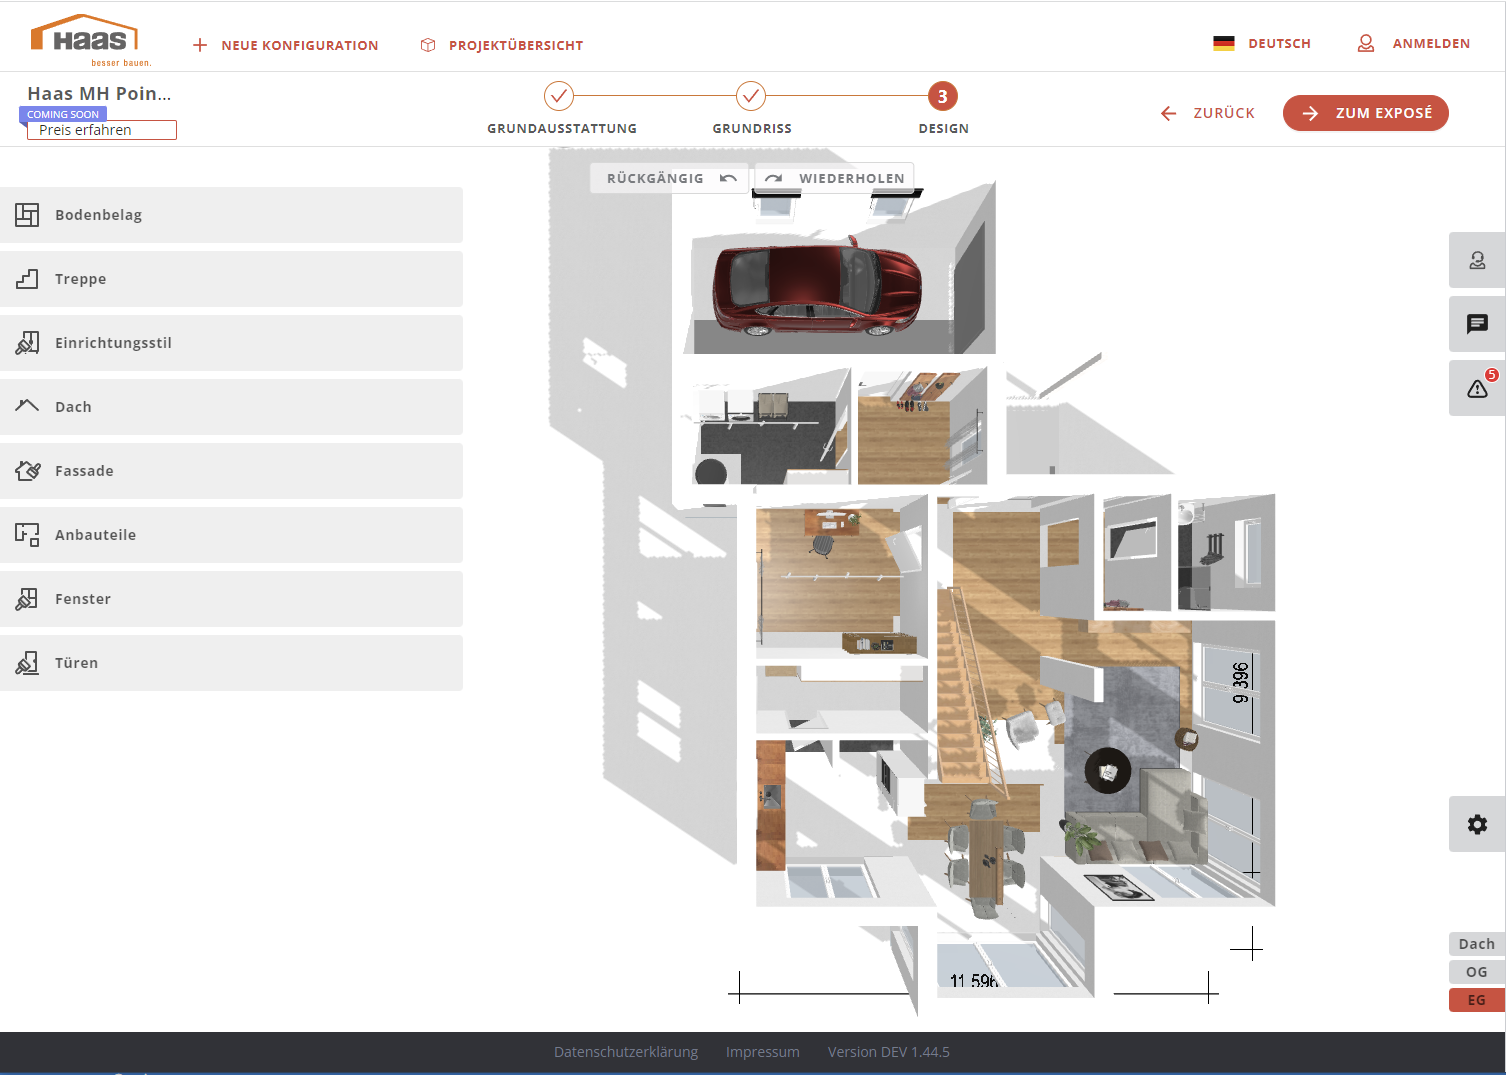 Haas
besser bauen.
NEUE KONFIGURATION
PROJEKTÜBERSICHT
DEUTSCH
ANMELDEN
Haas MH Poin...
COMING SOON
Preis erfahren
GRUNDAUSSTATTUNG
GRUNDRISS
3
DESIGN
ZURÜCK
ZUM EXPOSÉ
RÜCKGÄNGIG
WIEDERHOLEN
Bodenbelag
Treppe
Einrichtungsstil
Dach
Fassade
Anbauteile
Fenster
Türen
5
9 396
11 596
Dach
OG
EG
Datenschutzerklärung
Impressum
Version DEV 1.44.5